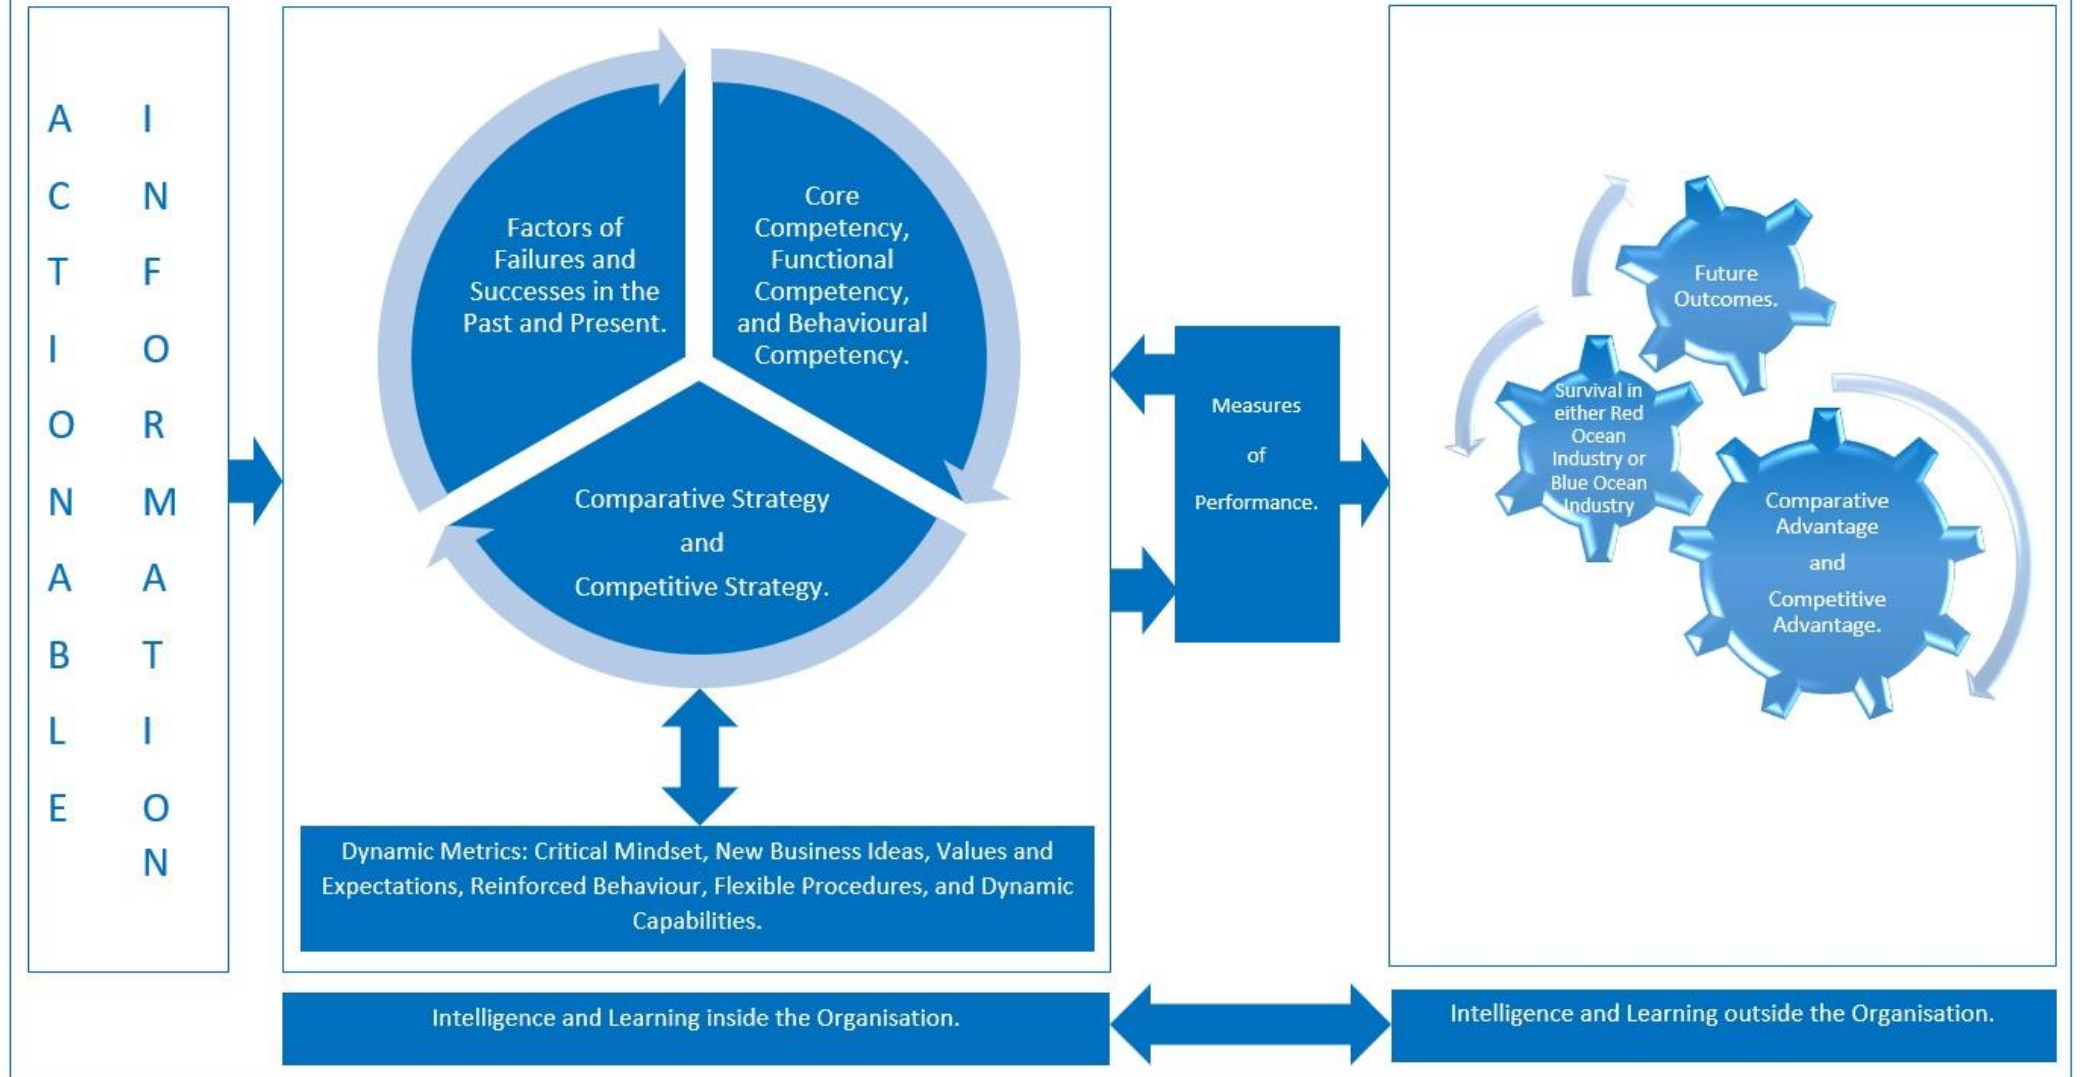 ACTIONABLE
INFORMATION
Factors of
Failures and
Successes in the
Past and Present.
Core
Competency,
Functional
Competency,
and Behavioural
Competency.
Comparative Strategy
and
Competitive Strategy.
Dynamic Metrics: Critical Mindset, New Business Ideas, Values and
Expectations, Reinforced Behaviour, Flexible Procedures, and Dynamic
Capabilities.
Measures
of
Performance.
Future
Outcomes.
Survival in
either Red
Ocean
Industry or
Blue Ocean
Industry
Comparative
Advantage
and
Competitive
Advantage.
Intelligence and Learning inside the Organisation.
Intelligence and Learning outside the Organisation.